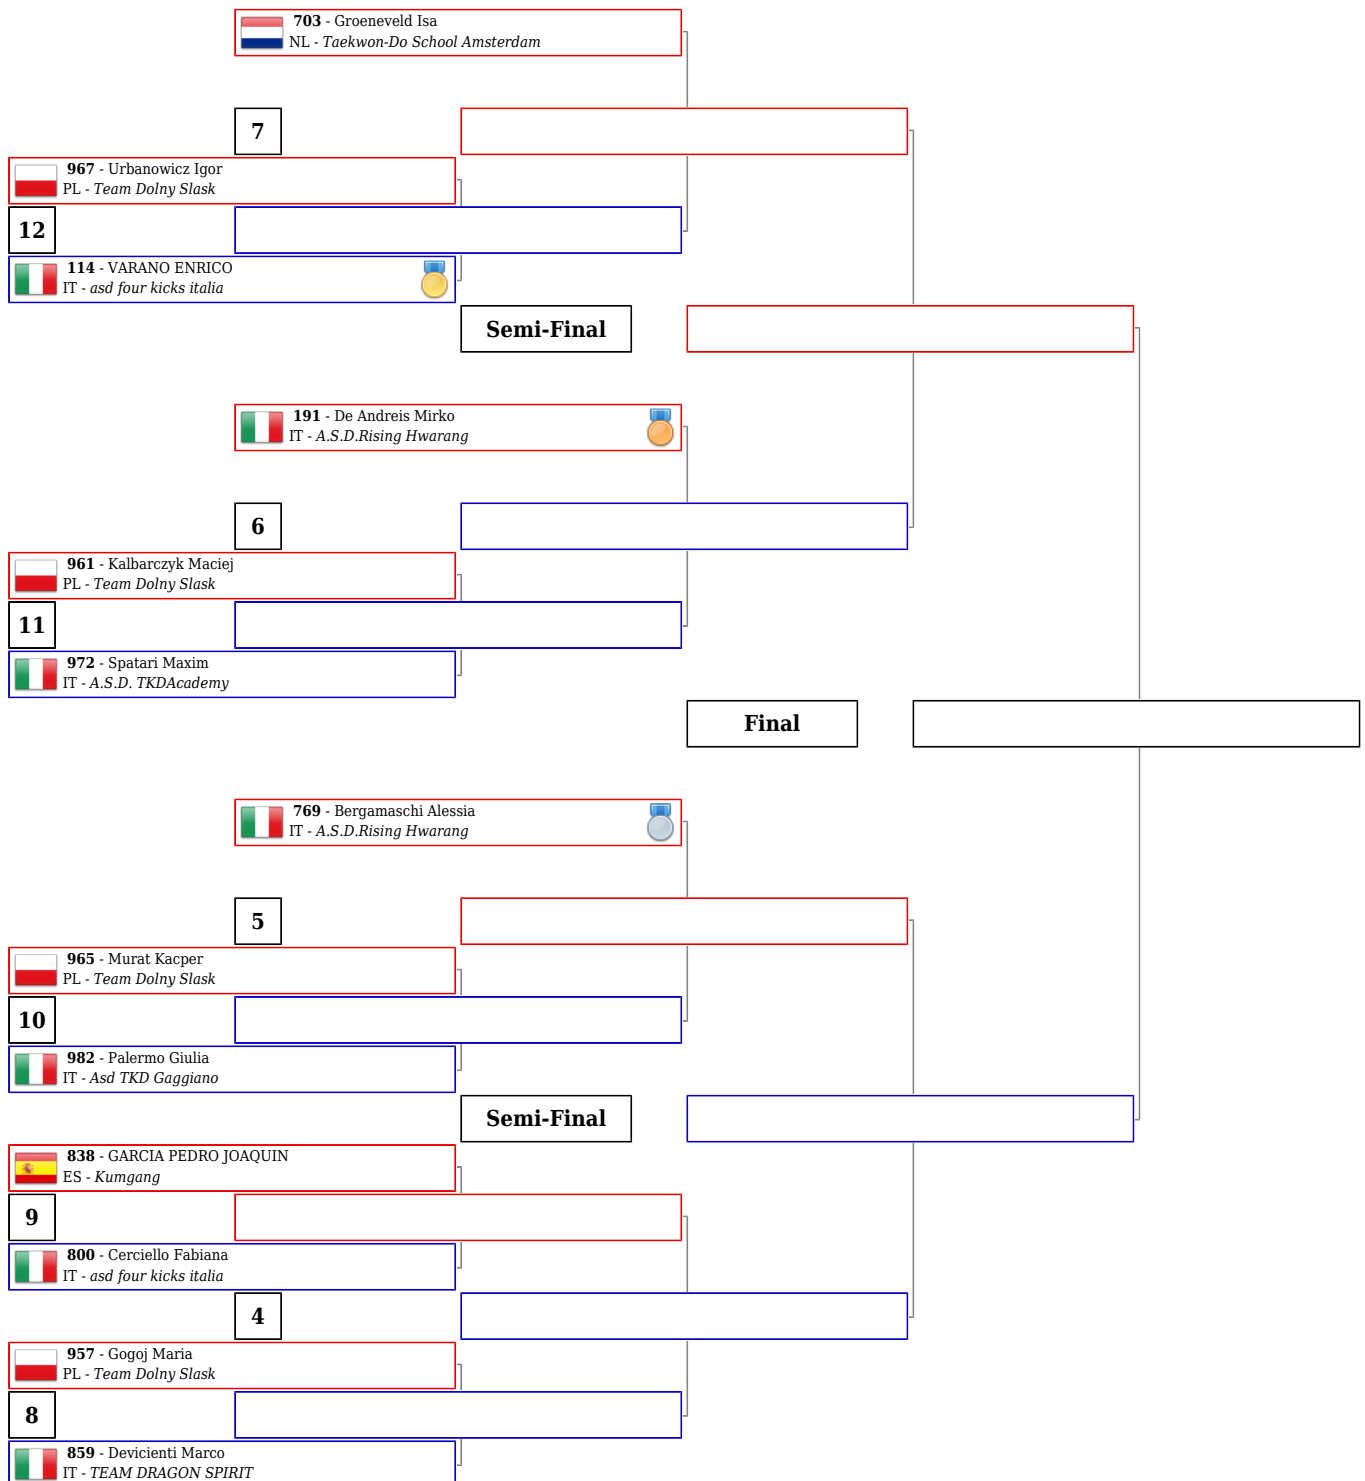 703 - Groeneveld Isa
NL - Taekwon-Do School Amsterdam
7
967 - Urbanowicz Igor
PL - Team Dolny Slask
12
114 - VARANO ENRICO
IT - asd four kicks italia
Semi-Final
191 - De Andreis Mirko
IT - A.S.D.Rising Hwarang
6
961 - Kalbarczyk Maciej
PL - Team Dolny Slask
11
972 - Spatari Maxim
IT - A.S.D. TKDAcademy
Final
769 - Bergamaschi Alessia
IT - A.S.D.Rising Hwarang
5
965 - Murat Kacper
PL - Team Dolny Slask
10
982 - Palermo Giulia
IT - Asd TKD Gaggiano
Semi-Final
838 - GARCIA PEDRO JOAQUIN
ES - Kumgang
9
800 - Cerciello Fabiana
IT - asd four kicks italia
4
957 - Gogoj Maria
PL - Team Dolny Slask
8
859 - Devicienti Marco
IT - TEAM DRAGON SPIRIT